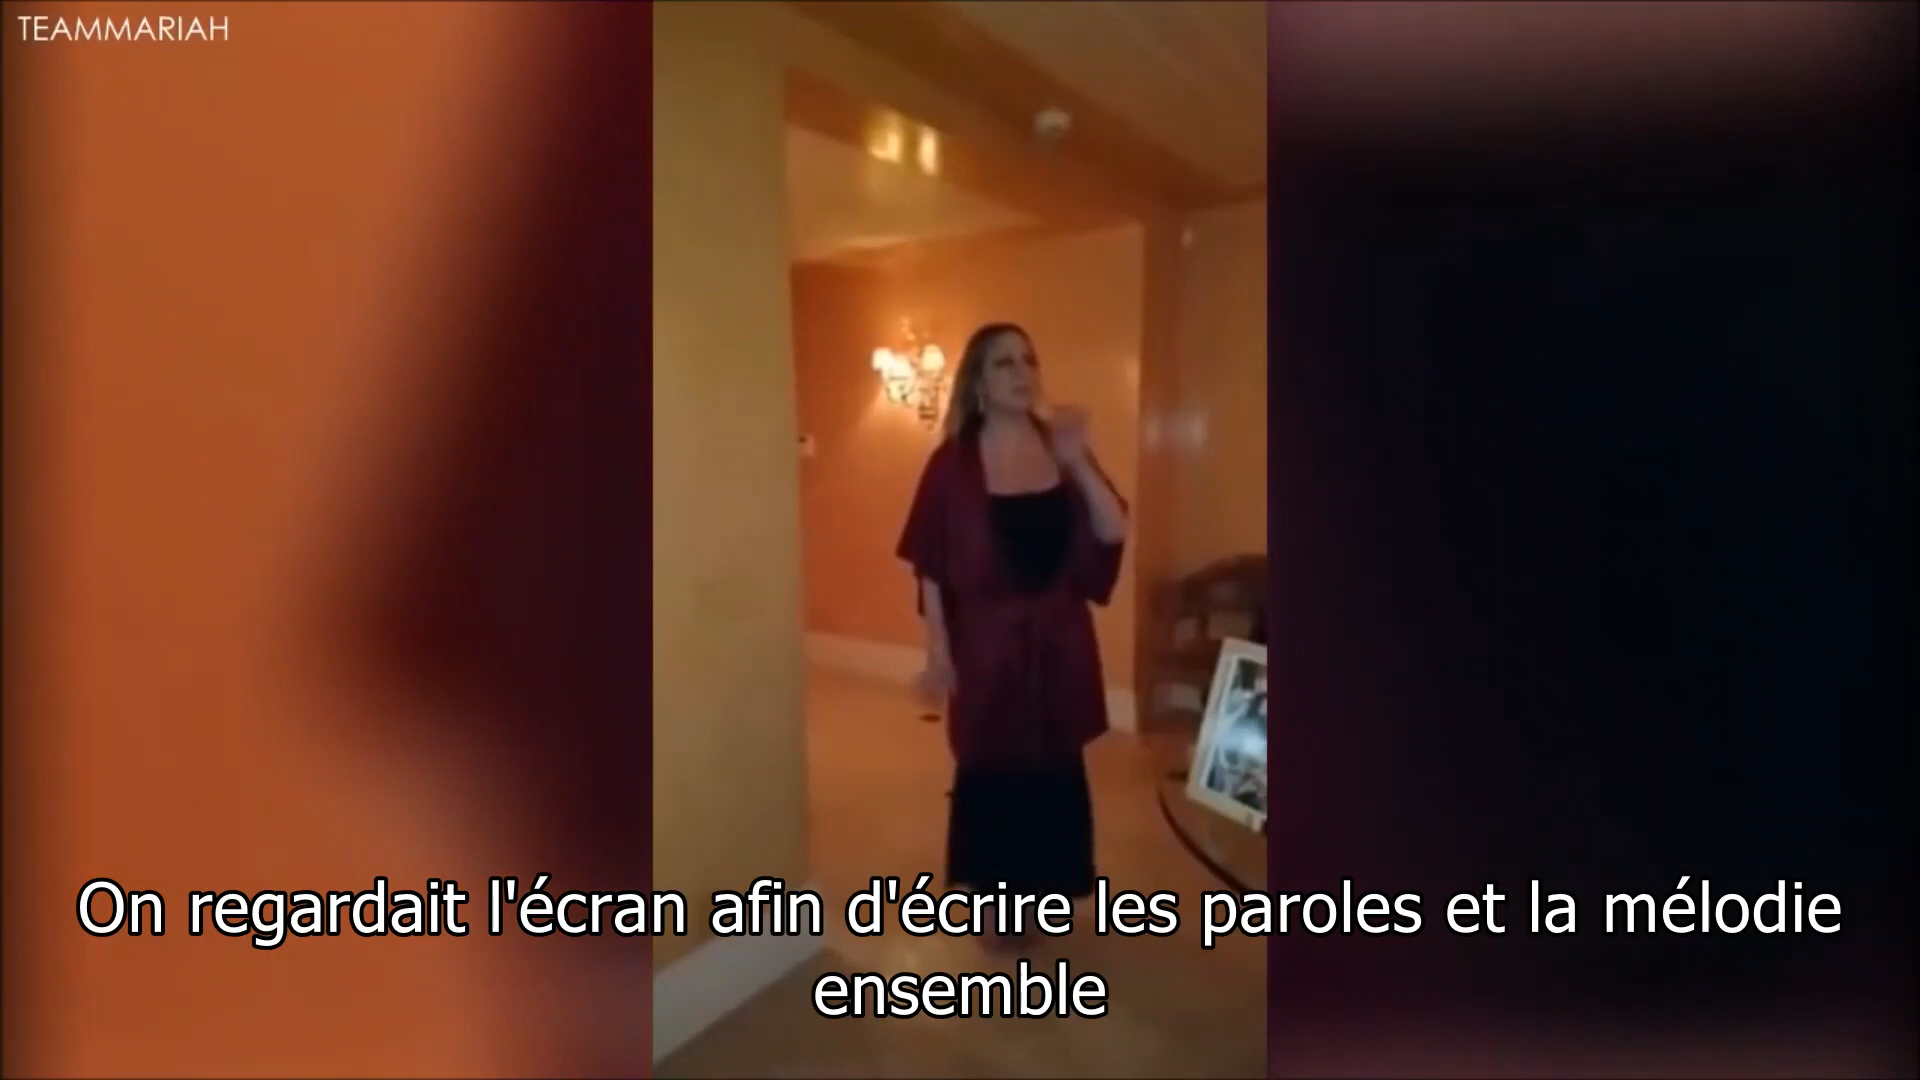 TEAMMARIAH
On regardait l'écran afin d'écrire les paroles et la mélodie
ensemble